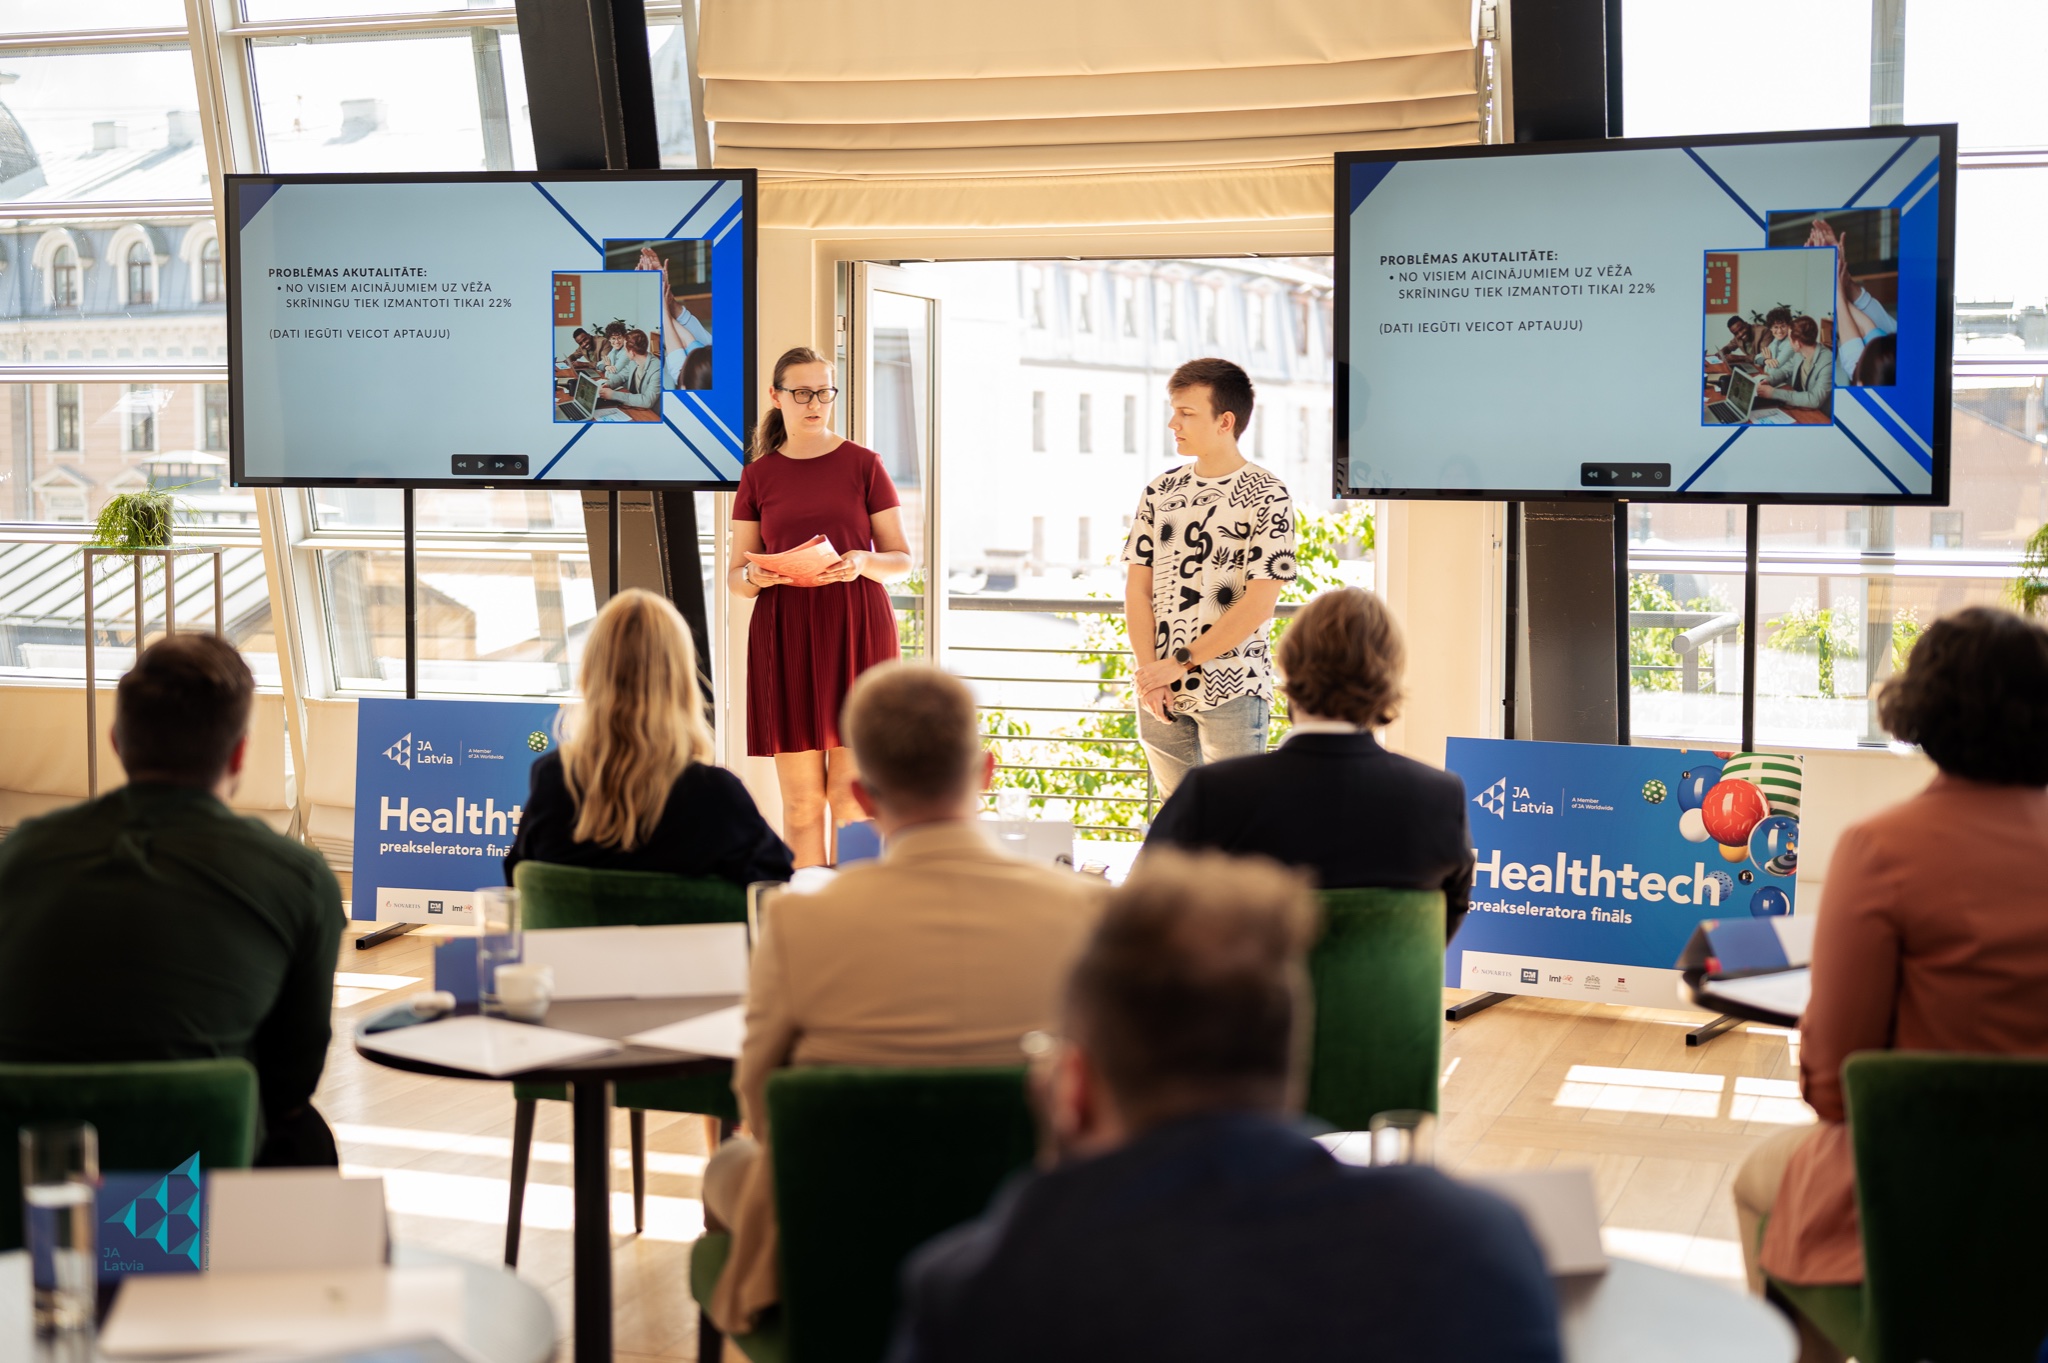 PROBLĒMAS AKUTALITĀTE:
• NO VISIEM AICINĀJUMIEM UZ VĒŽA
SKRĪNINGU TIEK IZMANTOTI TIKAI 22%
(DATI IEGŪTI VEICOT APTAUJU)
PROBLĒMAS AKUTALITĀTE:
• NO VISIEM AICINĀJUMIEM UZ VĒŽA
SKRĪNINGU TIEK IZMANTOTI TIKAI 22%
(DATI IEGŪTI VEICOT APTAUJU)
JA
Latvia
A Member
of JA Worldwide
Healtht
preakseleratora finā
NOVARTIS
lmt
JA
Latvia
A Member
of JA Worldwide
Healthtech
preakseleratora fināls
NOVARTIS
lmt
JA
Latvia